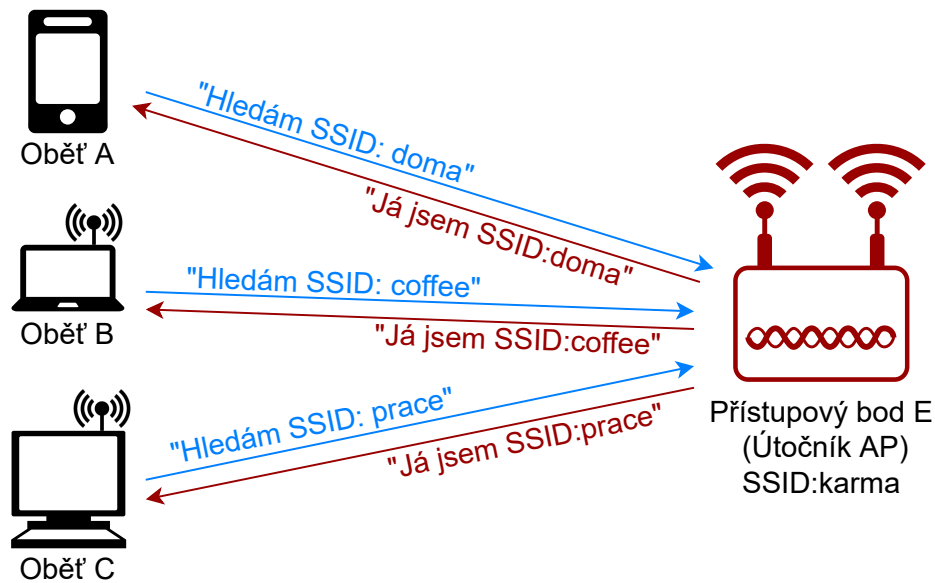 "Hledám SSID: doma"
"Já jsem SSID:doma"
Oběť A
"Hledám SSID: coffee"
"Já jsem SSID:coffee"
Oběť B
"Hledám SSID: prace"
"Já jsem SSID:prace"
Přístupový bod E
(Útočník AP)
SSID:karma
Oběť C